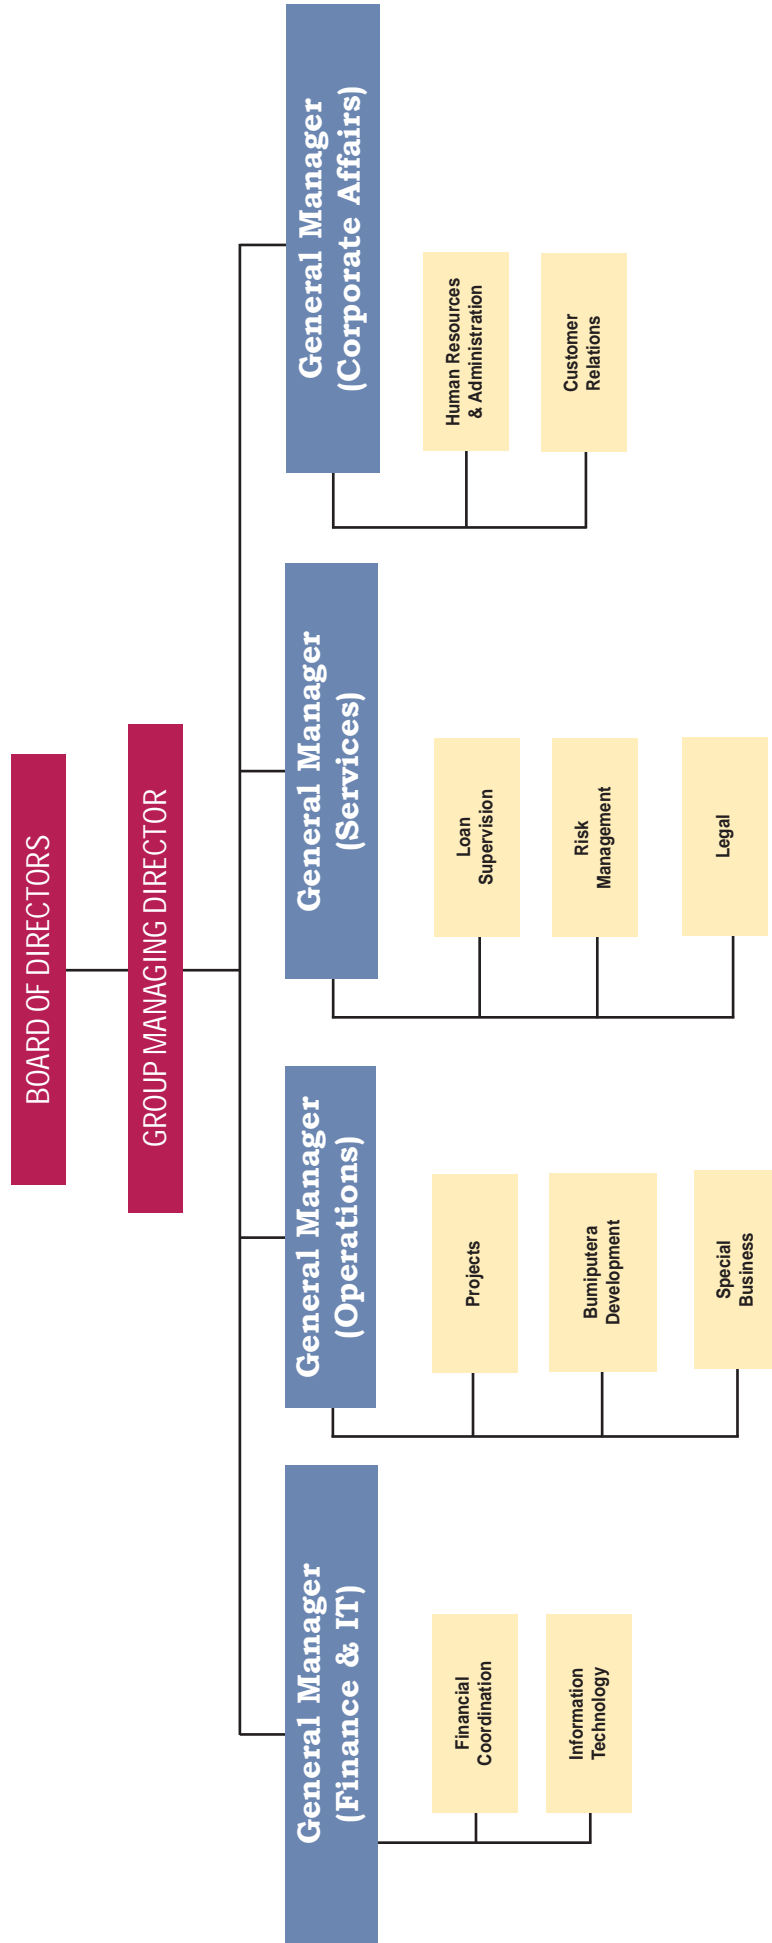 BOARD OF DIRECTORS
GROUP MANAGING DIRECTOR
General Manager
(Finance & IT)
Financial
Coordination
Information
Technology
General Manager
(Operations)
Projects
Bumiputera
Development
Special
Business
General Manager
(Services)
Loan
Supervision
Risk
Management
Legal
General Manager
(Corporate Affairs)
Human Resources
& Administration
Customer
Relations